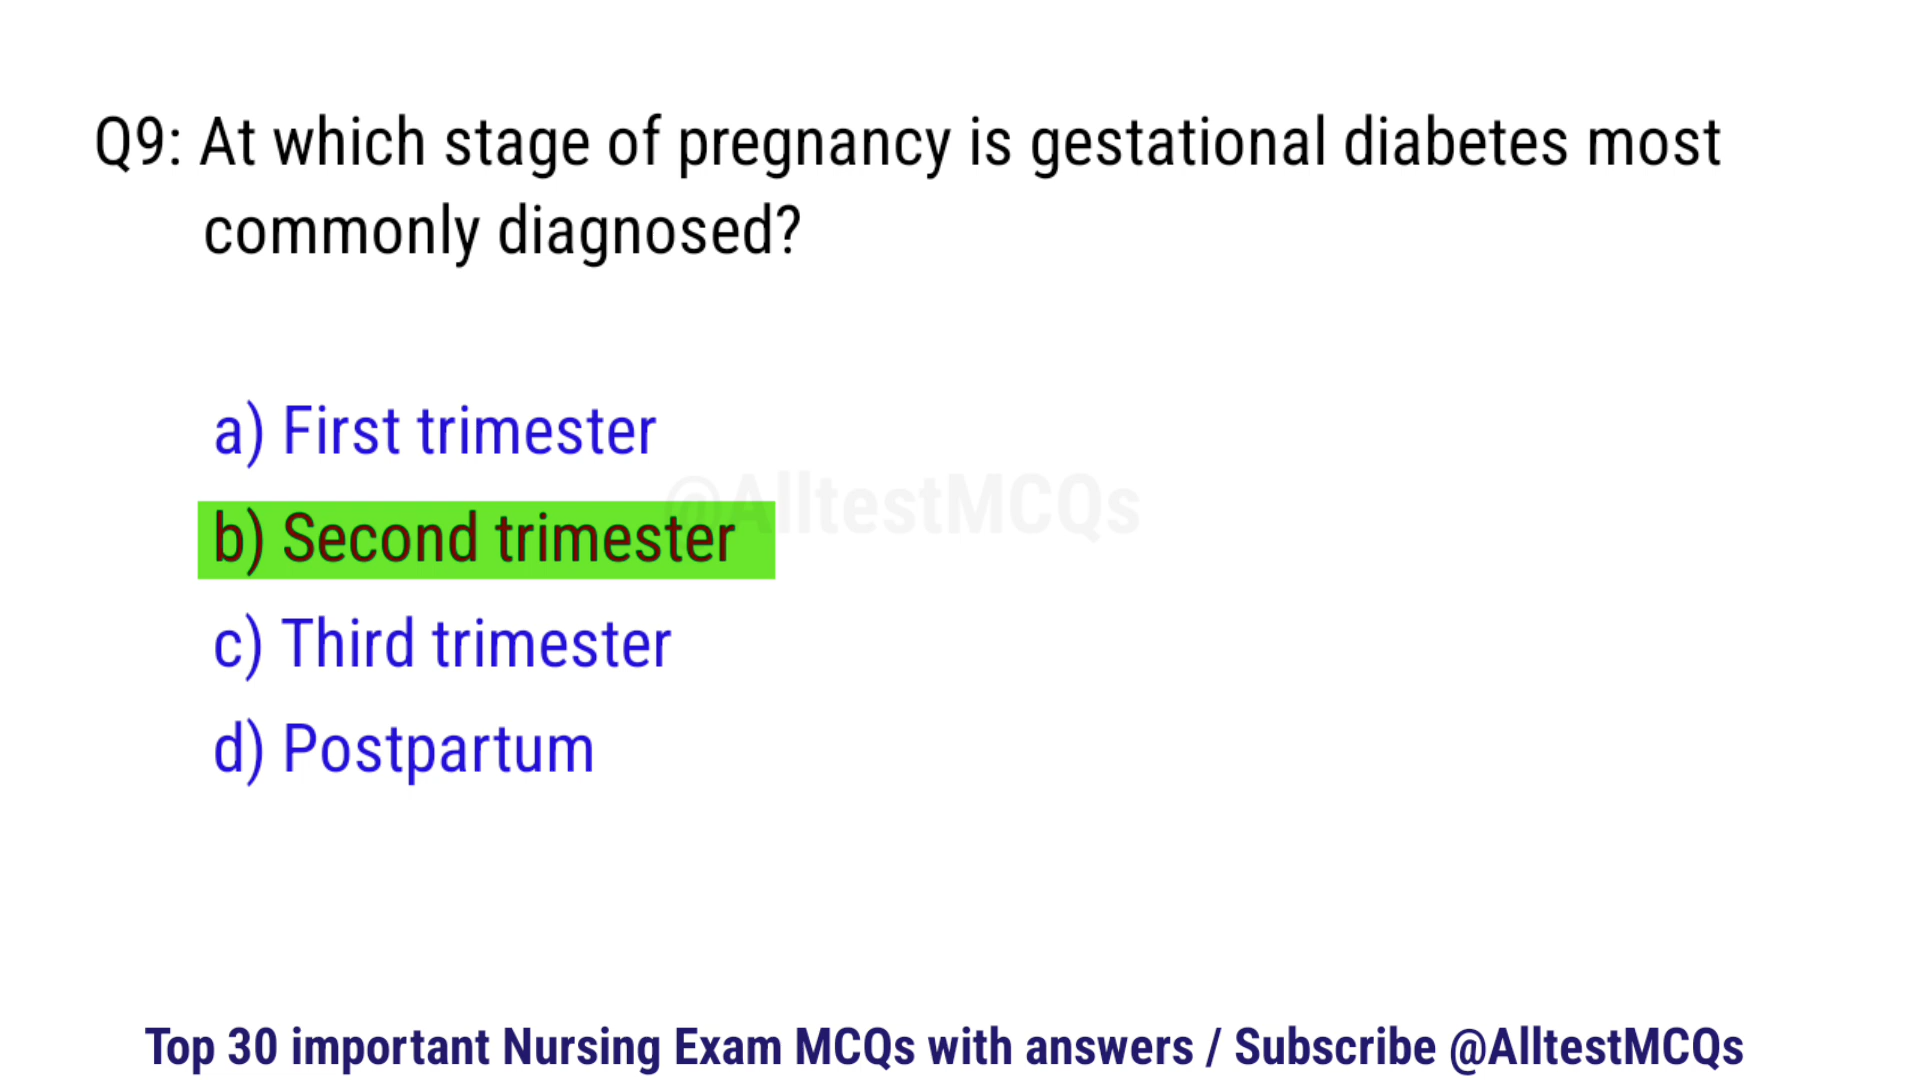 Q9: At which stage of pregnancy is gestational diabetes most
commonly diagnosed?
a) First trimester
@AlltestMCQs
b) Second trimester
c) Third trimester
d) Postpartum
Top 30 important Nursing Exam MCQs with answers / Subscribe @AlltestMCQs